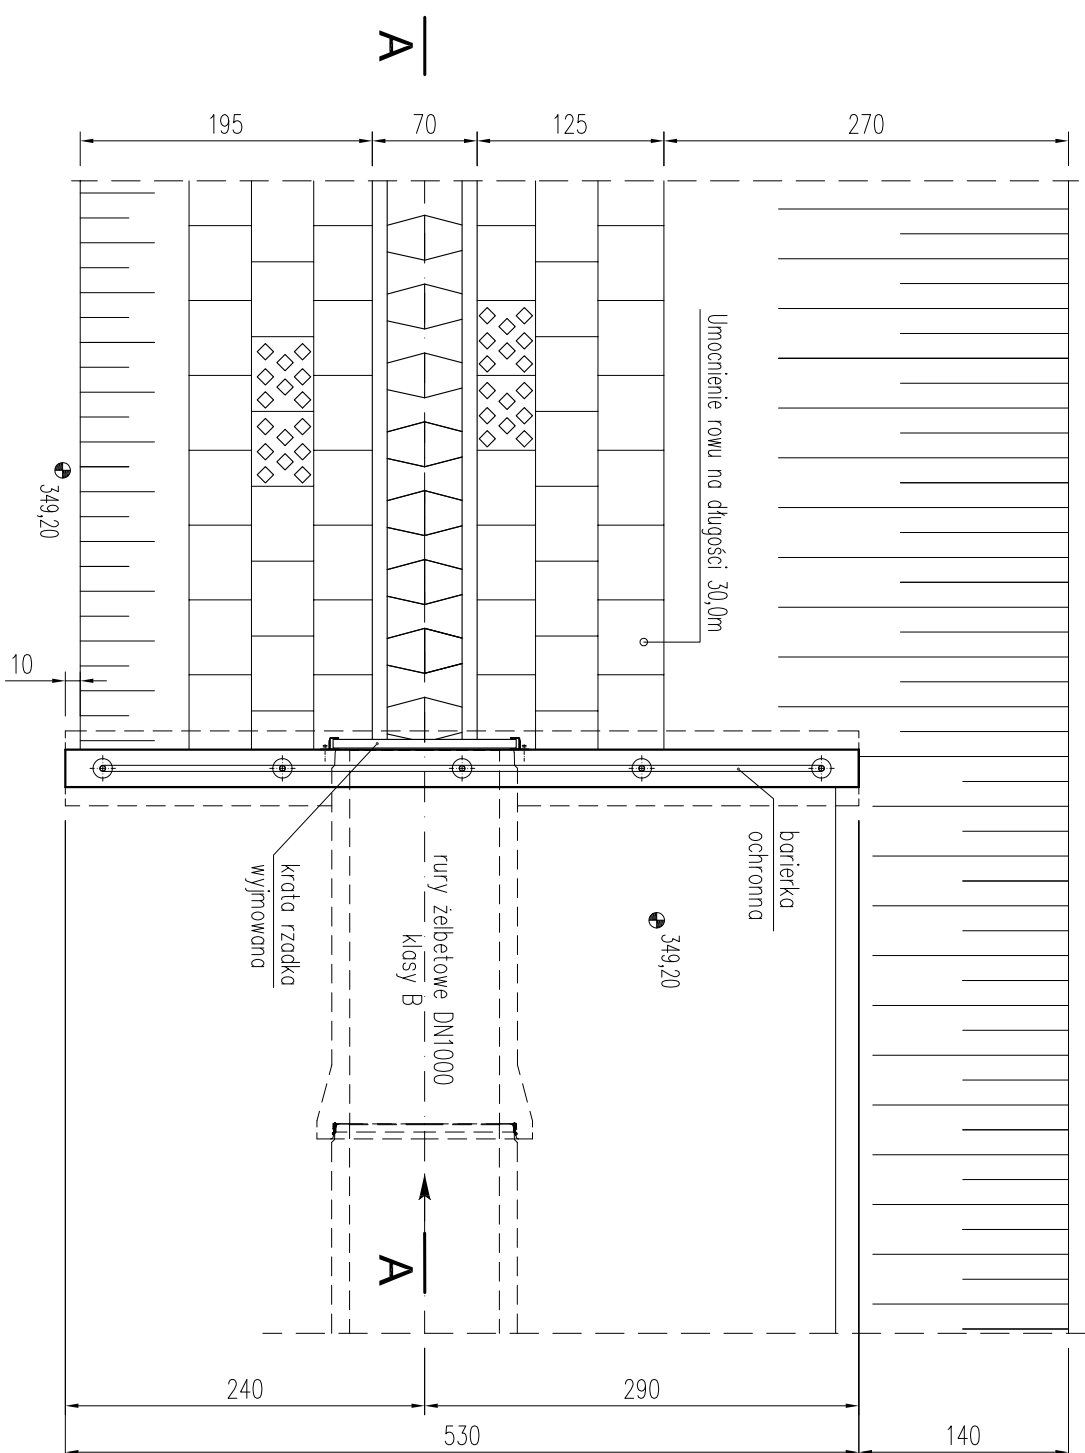 A
195
70
125
270
Umocnienie rowu na długości 30,0m
349,20
10
barierka
ochronna
krata rzadka
wyjmowana
rury żelbetowe DN1000
klasy B
349,20
A
240
290
530
140